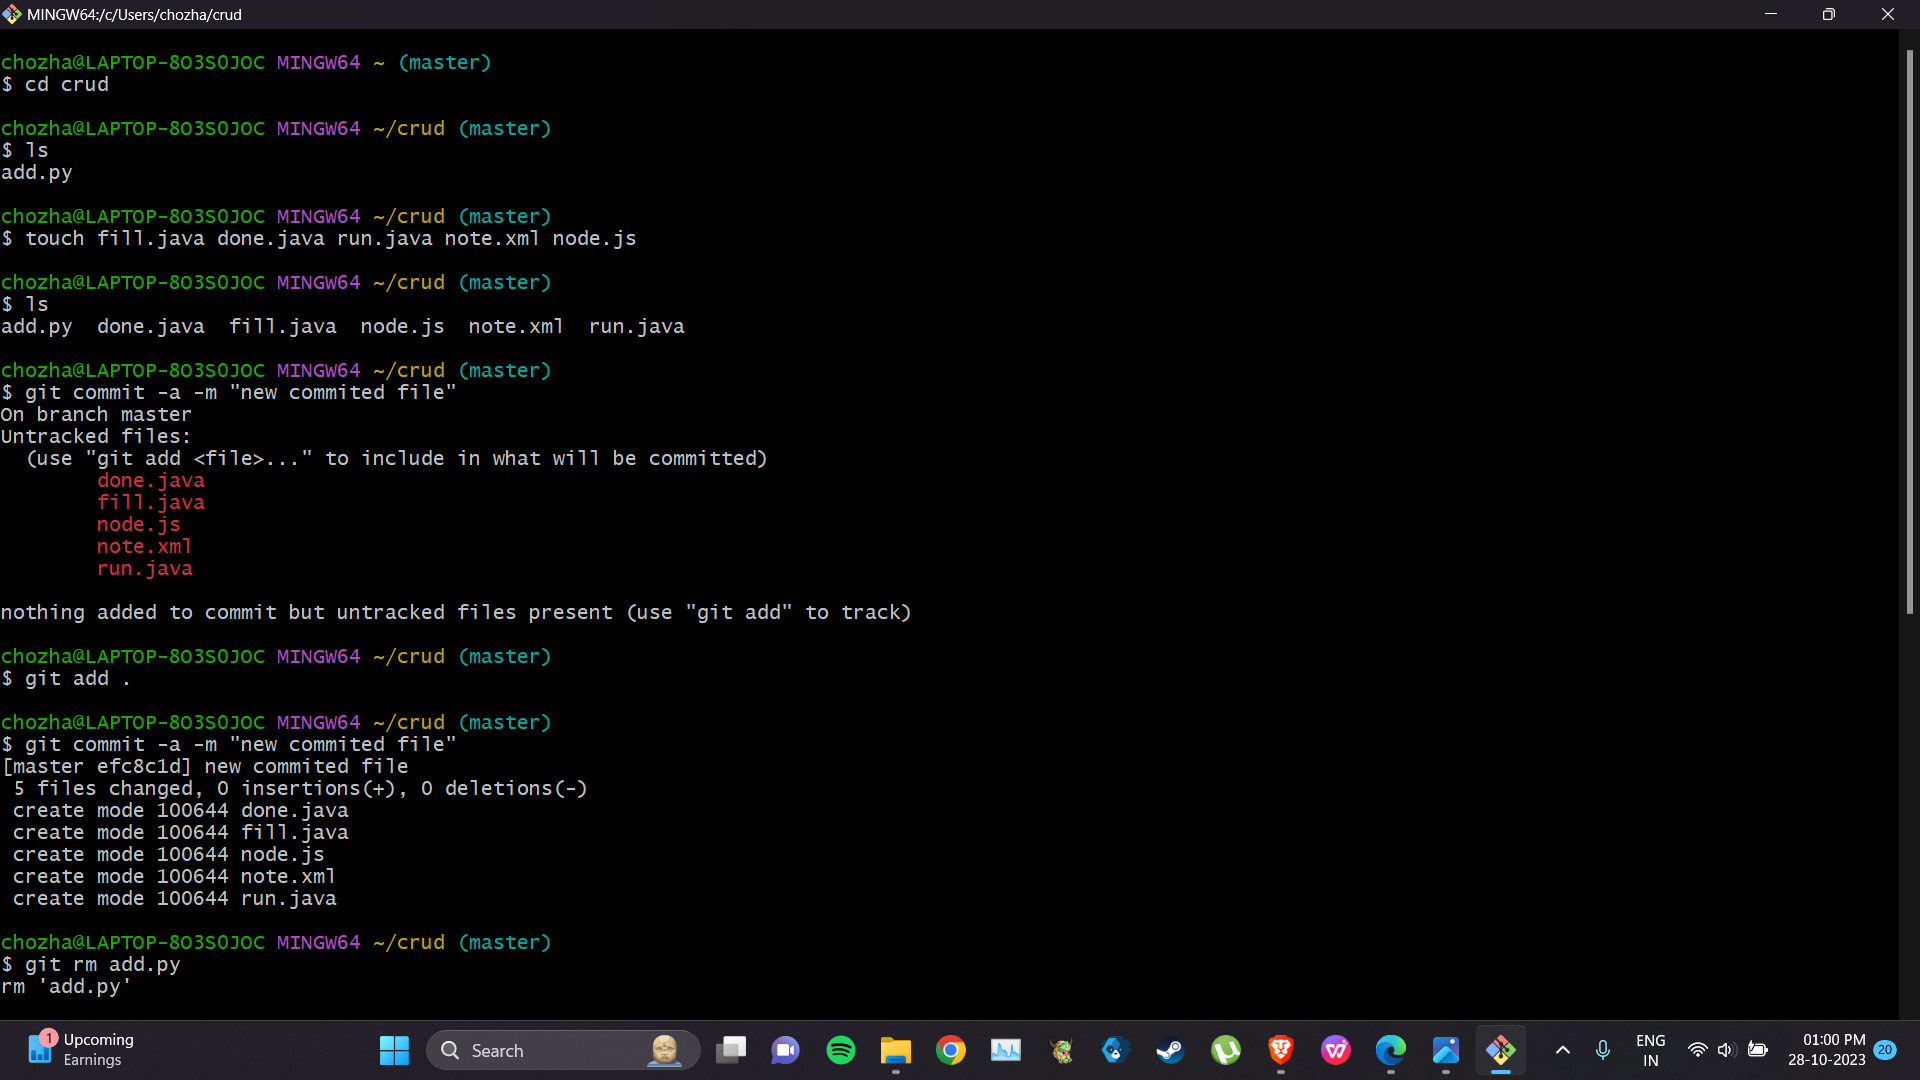 MINGW64:/c/Users/chozha/crud
chozha@LAPTOP-8O3S0JOC MINGW64 ~ (master)
$ cd crud
chozha@LAPTOP-8O3S0JOC MINGW64 ~/crud (master)
$ ls
add.py
chozha@LAPTOP-8O3S0JOC MINGW64 ~/crud (master)
$ touch fill.java done.java run.java note.xml node.js
chozha@LAPTOP-8O3S0JOC MINGW64 ~/crud (master)
$ ls
add.py  done.java  fill.java  node.js  note.xml  run.java
chozha@LAPTOP-8O3S0JOC MINGW64 ~/crud (master)
$ git commit -a -m "new commited file"
On branch master
Untracked files:
  (use "git add <file>..." to include in what will be committed)
        done.java
        fill.java
        node.js
        note.xml
        run.java
nothing added to commit but untracked files present (use "git add" to track)
chozha@LAPTOP-8O3S0JOC MINGW64 ~/crud (master)
$ git add .
chozha@LAPTOP-8O3S0JOC MINGW64 ~/crud (master)
$ git commit -a -m "new commited file"
[master efc8c1d] new commited file
 5 files changed, 0 insertions(+), 0 deletions(-)
 create mode 100644 done.java
 create mode 100644 fill.java
 create mode 100644 node.js
 create mode 100644 note.xml
 create mode 100644 run.java
chozha@LAPTOP-8O3S0JOC MINGW64 ~/crud (master)
$ git rm add.py
rm 'add.py'
1
Upcoming
Earnings
Search
ENG
IN
01:00 PM
28-10-2023
20